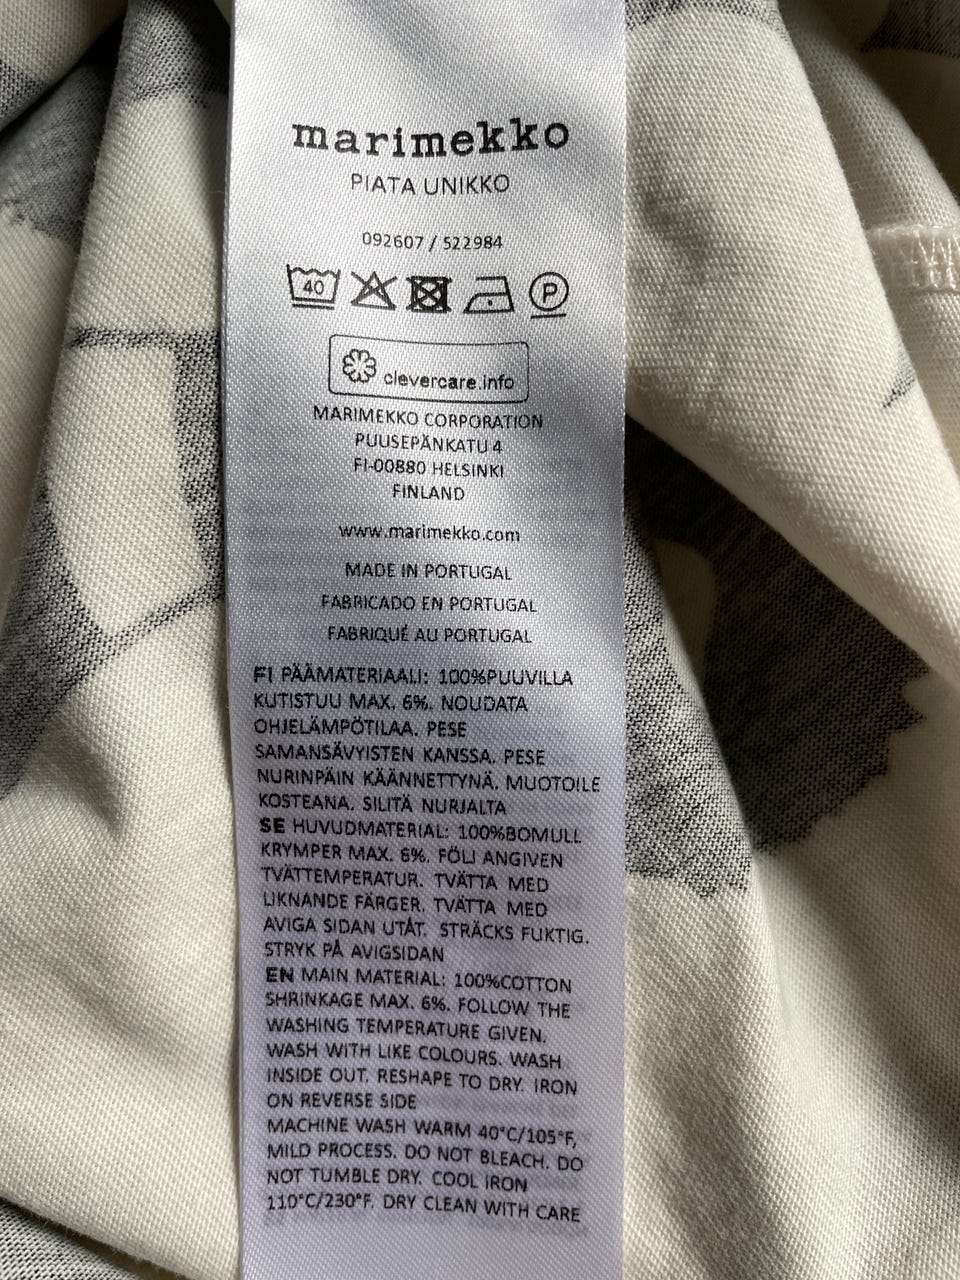 marimekko
PIATA UNIKKO
092607 / 522984
40 P
clevercare.info
MARIMEKKO CORPORATION
PUUSEPÄNKATU 4
FI-00880 HELSINKI
FINLAND
www.marimekko.com
MADE IN PORTUGAL
FABRICADO EN PORTUGAL
FABRIQUÉ AU PORTUGAL
FI PÄÄMATERIAALI: 100%PUUVILLA
KUTISTUU MAX. 6%. NOUDATA
OHJELÄMPÖTILAA. PESE
SAMANSÄVYISTEN KANSSA. PESE
NURINPÄIN KÄÄNNETTYNÄ. MUOTOILE
KOSTEANA. SILITÄ NURJALTA
SE HUVUDMATERIAL: 100%BOMULL
KRYMPER MAX. 6%. FÖLJ ANGIVEN
TVÄTTEMPERATUR. TVÄTTA MED
LIKNANDE FÄRGER. TVÄTTA MED
AVIGA SIDAN UTÅT. STRÄCKS FUKTIG.
STRYK PÅ AVIGSIDAN
EN MAIN MATERIAL: 100%COTTON
SHRINKAGE MAX. 6%. FOLLOW THE
WASHING TEMPERATURE GIVEN.
WASH WITH LIKE COLOURS. WASH
INSIDE OUT. RESHAPE TO DRY. IRON
ON REVERSE SIDE
MACHINE WASH WARM 40°C/105°F,
MILD PROCESS. DO NOT BLEACH. DO
NOT TUMBLE DRY. COOL IRON
110°C/230°F. DRY CLEAN WITH CARE